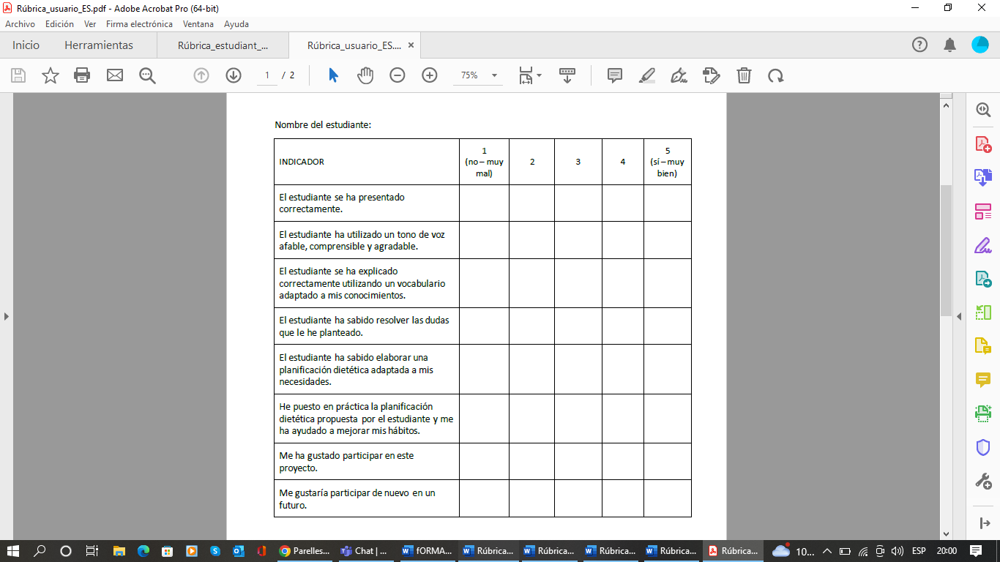 Rúbrica_usuario_ES.pdf - Adobe Acrobat Pro (64-bit)
Archivo Edición Ver Firma electrónica Ventana Ayuda
Inicio Herramientas Rúbrica_estudiant_... Rúbrica_usuario_ES....
1 / 2 75%
Nombre del estudiante:
INDICADOR
1
(no – muy
mal)
2
3
4
5
(sí – muy
bien)
El estudiante se ha presentado
correctamente.
El estudiante ha utilizado un tono de voz
afable, comprensible y agradable.
El estudiante se ha explicado
correctamente utilizando un vocabulario
adaptado a mis conocimientos.
El estudiante ha sabido resolver las dudas
que le he planteado.
El estudiante ha sabido elaborar una
planificación dietética adaptada a mis
necesidades.
He puesto en práctica la planificación
dietética propuesta por el estudiante y me
ha ayudado a mejorar mis hábitos.
Me ha gustado participar en este
proyecto.
Me gustaría participar de nuevo en un
futuro.
Parelles... Chat | ... fORMA... Rúbrica... Rúbrica... Rúbrica... Rúbrica... Rúbrica... 10... ESP 20:00